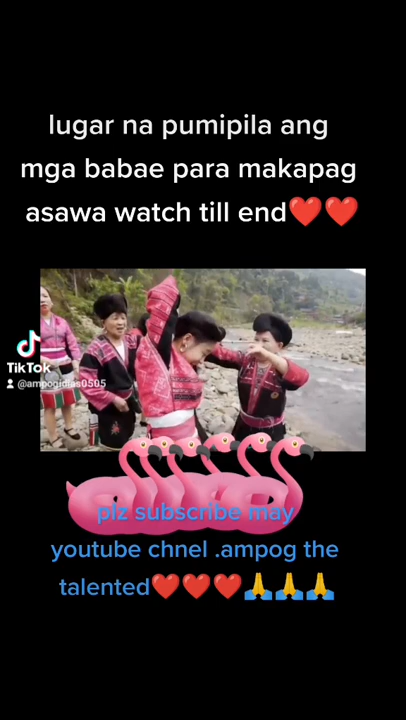 lugar na pumipila ang
mga babae para makapag
asawa watch till end❤️❤️
TikTok
@ampogiglas0505
plz subscribe may
youtube chnel .ampog the
talented❤️❤️❤️🙏🙏🙏